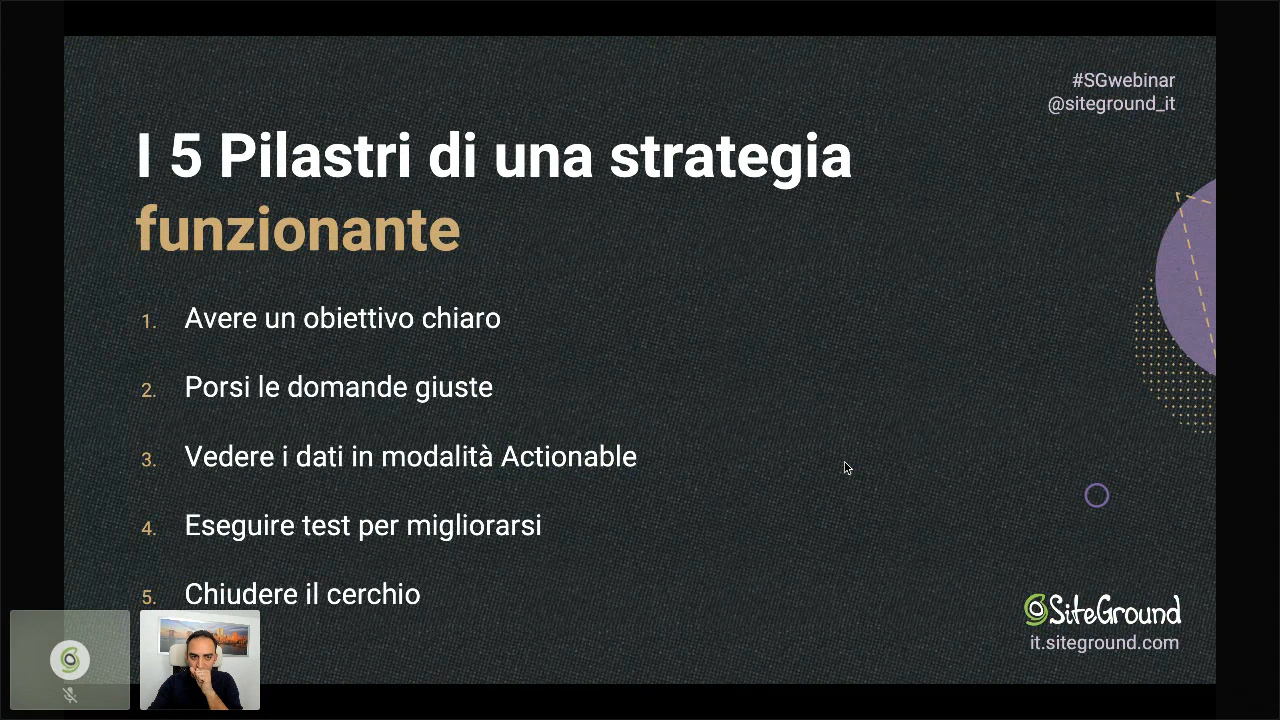 #SGwebinar
@siteground_it
I 5 Pilastri di una strategia
funzionante
1. Avere un obiettivo chiaro
2. Porsi le domande giuste
3. Vedere i dati in modalità Actionable
4. Eseguire test per migliorarsi
5. Chiudere il cerchio
SiteGround
it.siteground.com